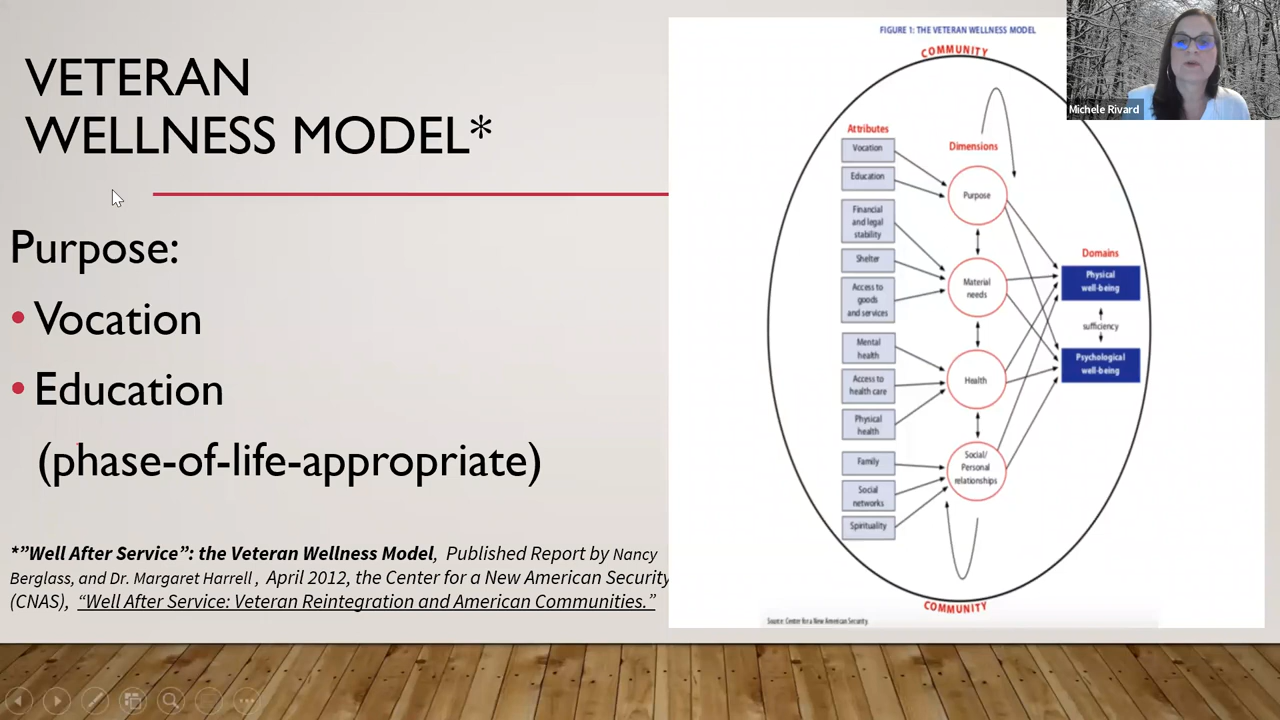 VETERAN
WELLNESS MODEL*
Purpose:
• Vocation
• Education
(phase-of-life-appropriate)
*”Well After Service”: the Veteran Wellness Model, Published Report by Nancy
Berglass, and Dr. Margaret Harrell , April 2012, the Center for a New American Security
(CNAS), “Well After Service: Veteran Reintegration and American Communities.”
FIGURE 1: THE VETERAN WELLNESS MODEL
COMMUNITY
Attributes
Vocation
Education
Financial
and legal
stability
Shelter
Access to
goods
and services
Mental
health
Access to
health care
Physical
health
Family
Social
networks
Spirituality
Dimensions
Purpose
Material
needs
Health
Social/
Personal
relationships
Domains
Physical
well-being
sufficiency
Psychological
well-being
COMMUNITY
Source: Center for a New American Security.
Michele Rivard